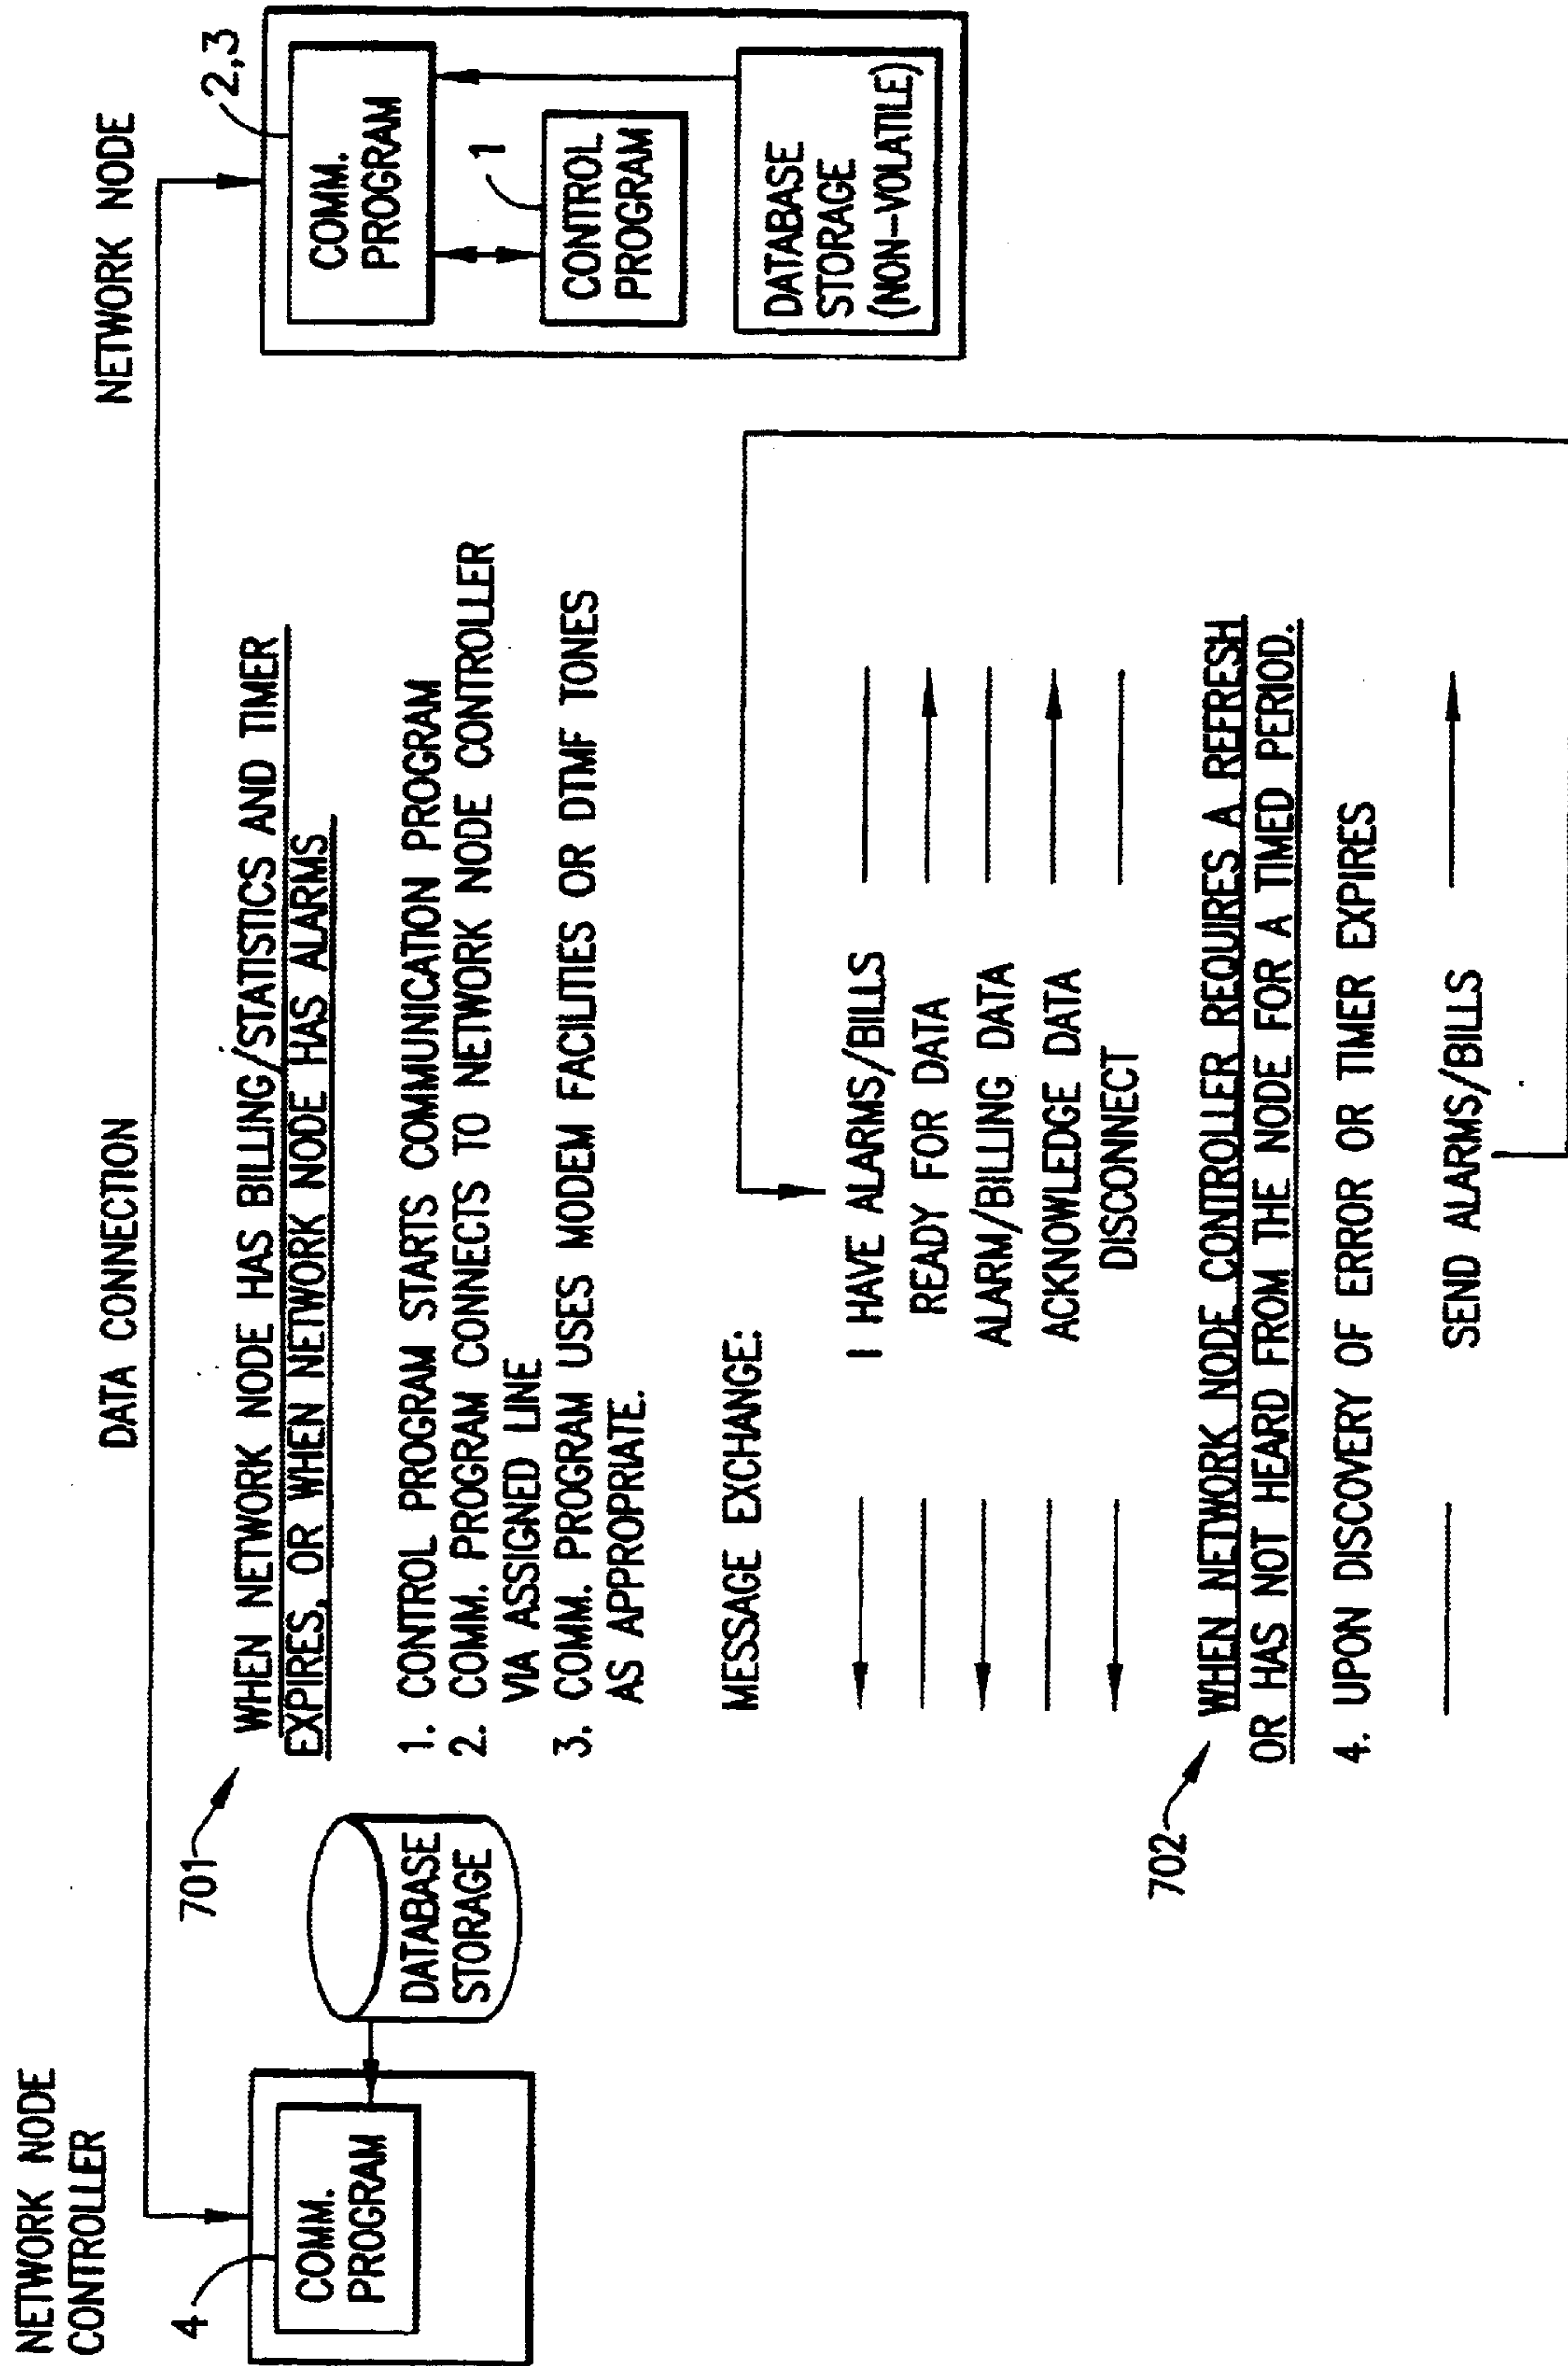 NETWORK NODE
CONTROLLER
4
COMM.
PROGRAM
DATABASE
STORAGE
DATA CONNECTION
NETWORK NODE
2,3
COMM.
PROGRAM
1
CONTROL
PROGRAM
DATABASE
STORAGE
(NON-VOLATILE)
701
WHEN NETWORK NODE HAS BILLING/STATISTICS AND TIMER
EXPIRES, OR WHEN NETWORK NODE HAS ALARMS
1. CONTROL PROGRAM STARTS COMMUNICATION PROGRAM
2. COMM. PROGRAM CONNECTS TO NETWORK NODE CONTROLLER
VIA ASSIGNED LINE
3. COMM. PROGRAM USES MODEM FACILITIES OR DTMF TONES
AS APPROPRIATE.
MESSAGE EXCHANGE:
I HAVE ALARMS/BILLS
READY FOR DATA
ALARM/BILLING DATA
ACKNOWLEDGE DATA
DISCONNECT
702
WHEN NETWORK NODE CONTROLLER REQUIRES A REFRESH
OR HAS NOT HEARD FROM THE NODE FOR A TIMED PERIOD.
4. UPON DISCOVERY OF ERROR OR TIMER EXPIRES
SEND ALARMS/BILLS